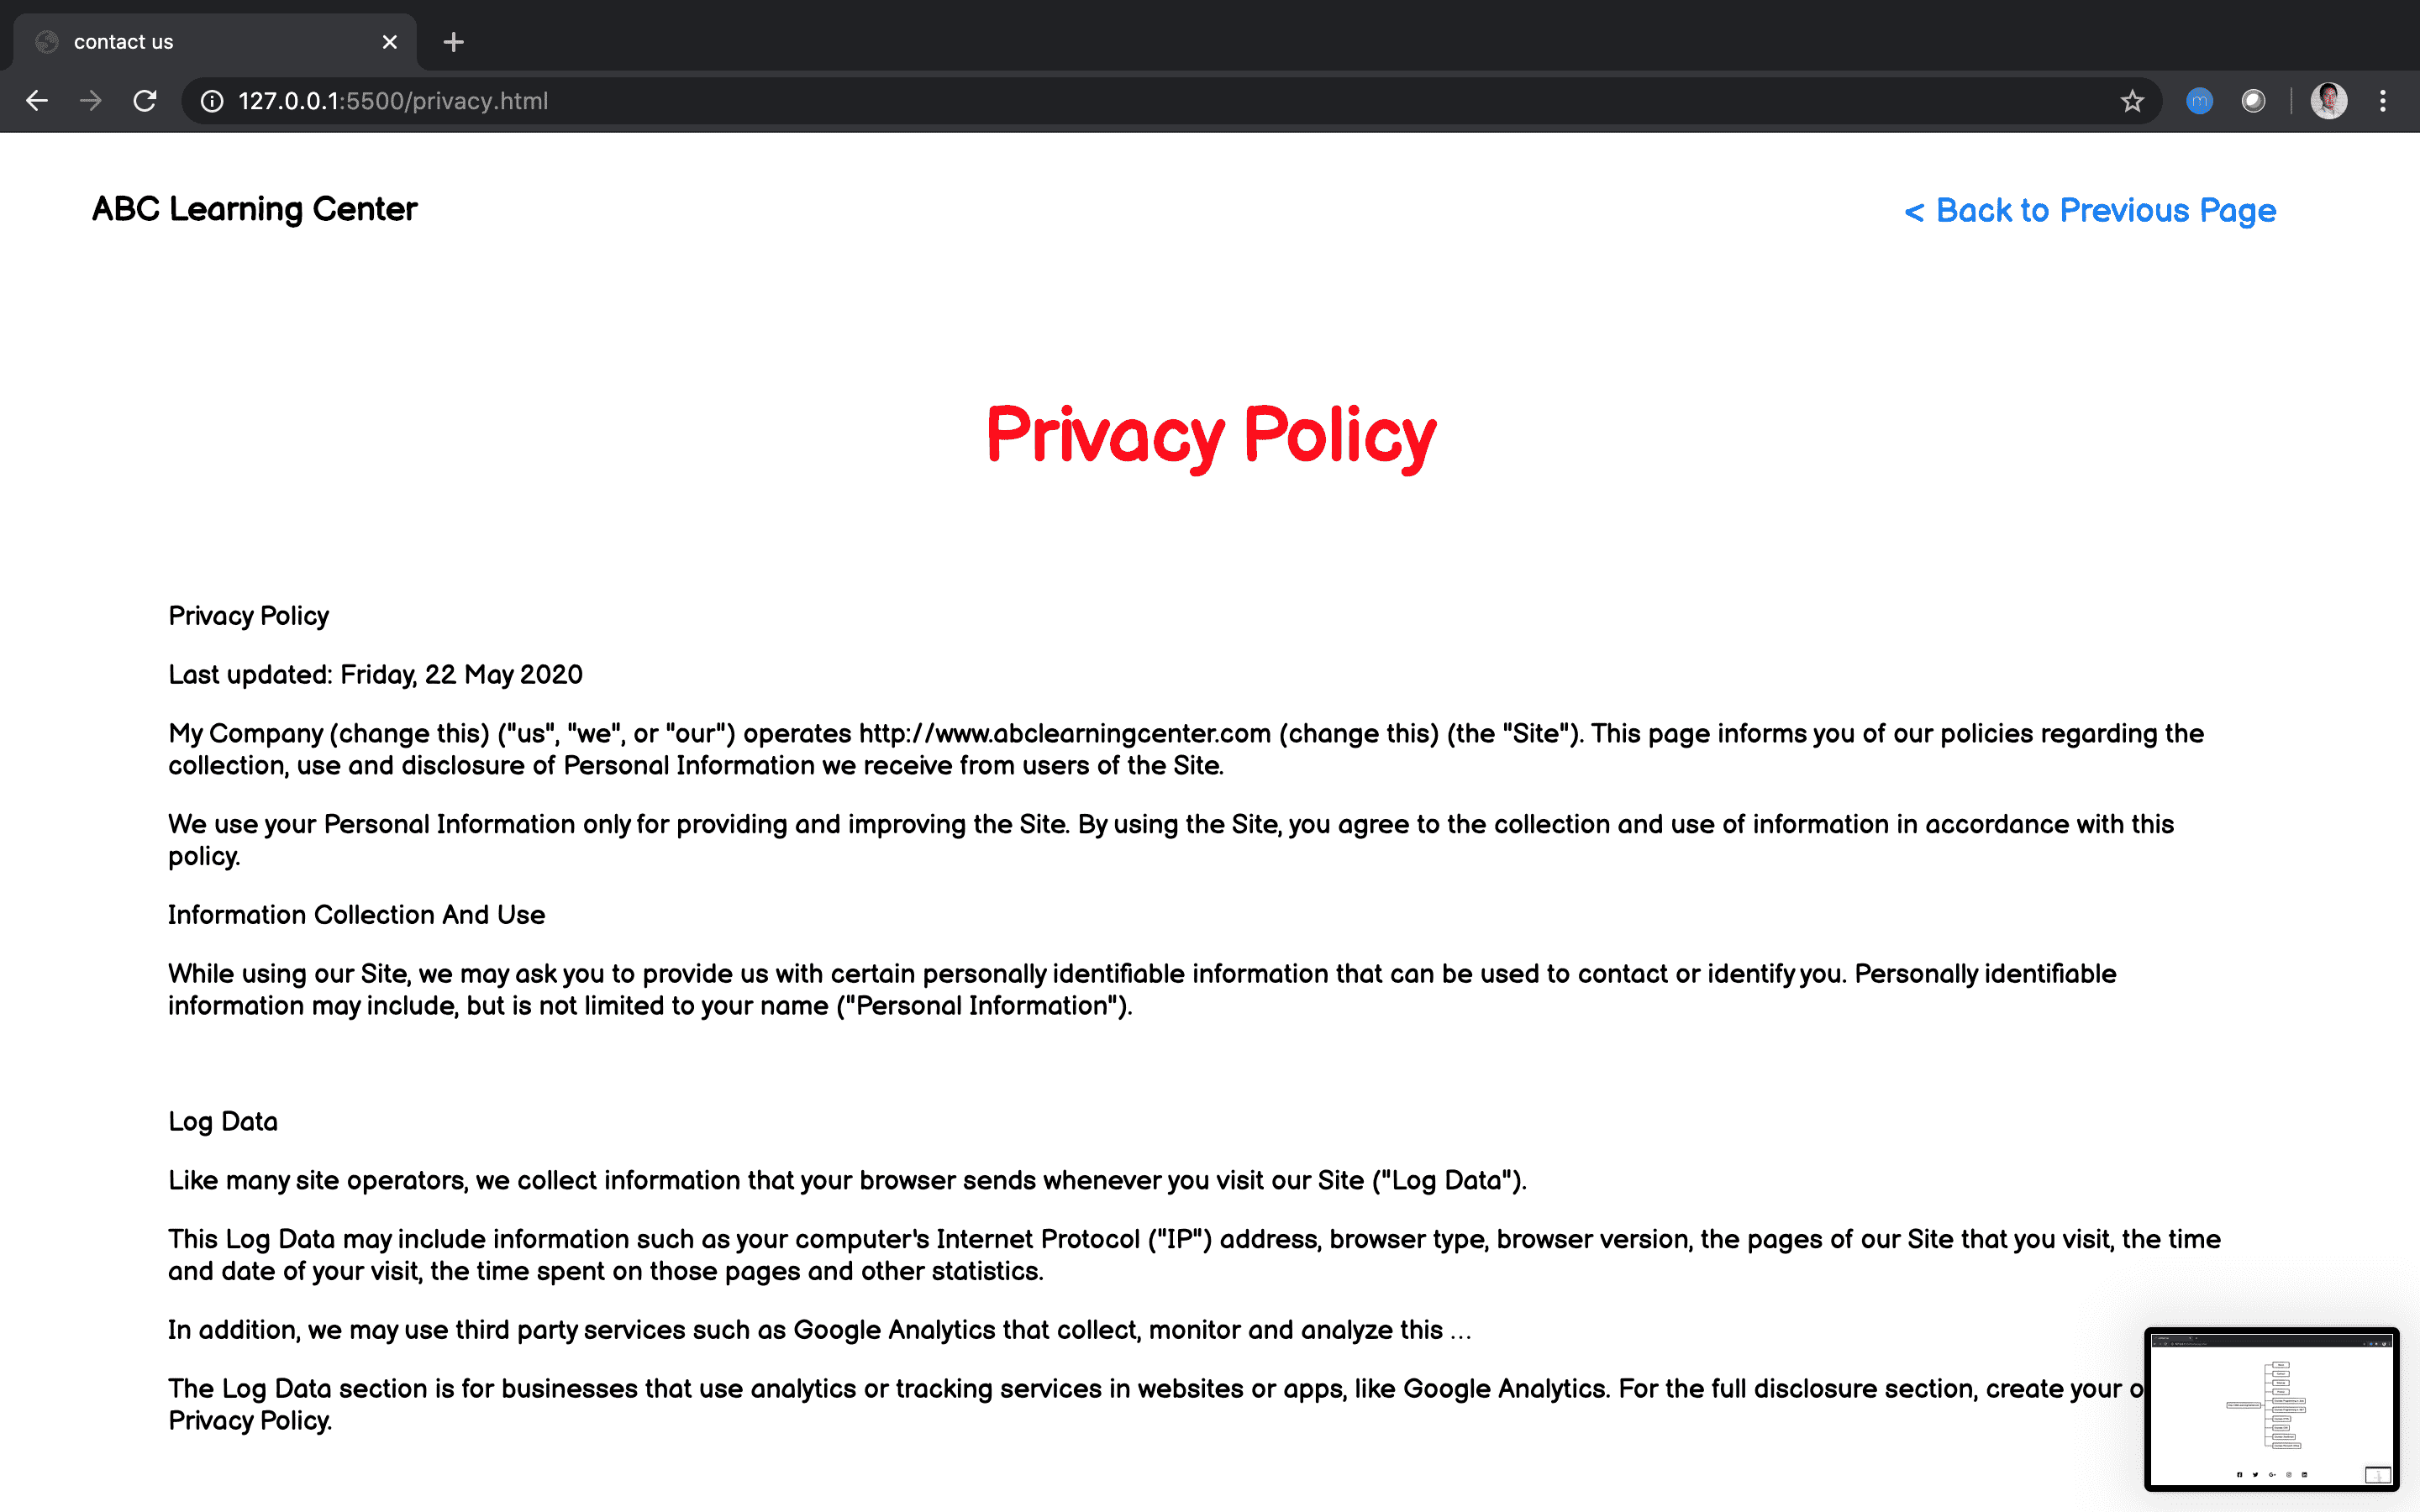 contact us
127.0.0.1:5500/privacy.html
ABC Learning Center
< Back to Previous Page
Privacy Policy
Privacy Policy
Last updated: Friday, 22 May 2020
My Company (change this) ("us", "we", or "our") operates http://www.abclearningcenter.com (change this) (the "Site"). This page informs you of our policies regarding the
collection, use and disclosure of Personal Information we receive from users of the Site.
We use your Personal Information only for providing and improving the Site. By using the Site, you agree to the collection and use of information in accordance with this
policy.
Information Collection And Use
While using our Site, we may ask you to provide us with certain personally identifiable information that can be used to contact or identify you. Personally identifiable
information may include, but is not limited to your name ("Personal Information").
Log Data
Like many site operators, we collect information that your browser sends whenever you visit our Site ("Log Data").
This Log Data may include information such as your computer's Internet Protocol ("IP") address, browser type, browser version, the pages of our Site that you visit, the time
and date of your visit, the time spent on those pages and other statistics.
In addition, we may use third party services such as Google Analytics that collect, monitor and analyze this …
The Log Data section is for businesses that use analytics or tracking services in websites or apps, like Google Analytics. For the full disclosure section, create your o
Privacy Policy.